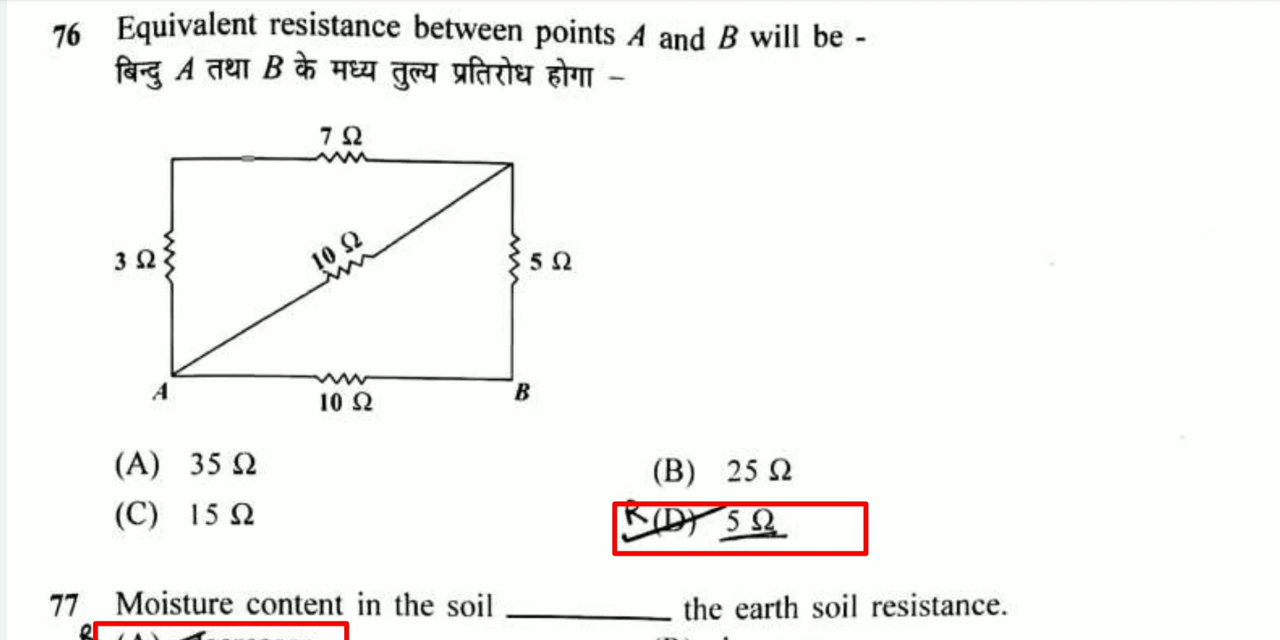 76 Equivalent resistance between points A and B will be -
बिन्दु A तथा B के मध्य तुल्य प्रतिरोध होगा –
7 Ω
3 Ω
10 Ω
5 Ω
A
10 Ω
B
(A) 35 Ω
(B) 25 Ω
(C) 15 Ω
R (D) 5 Ω
77 Moisture content in the soil __________ the earth soil resistance.